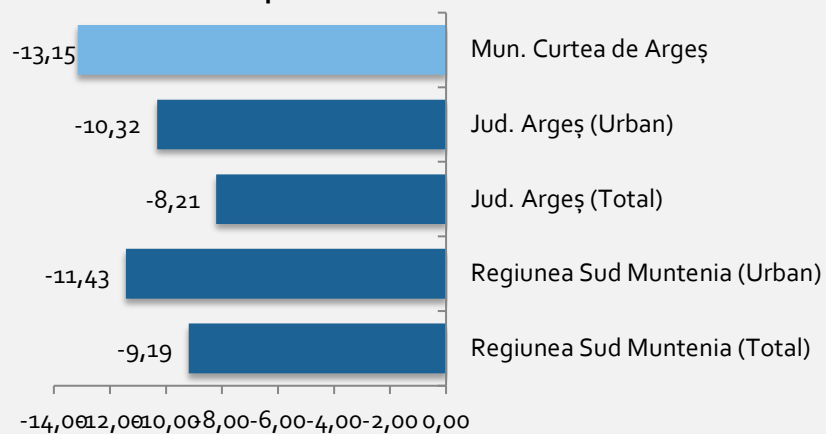 -13,15 Mun. Curtea de Argeș
-10,32 Jud. Argeș (Urban)
-8,21 Jud. Argeș (Total)
-11,43 Regiunea Sud Muntenia (Urban)
-9,19 Regiunea Sud Muntenia (Total)
-14,00 -12,00 -10,00 -8,00 -6,00 -4,00 -2,00 0,00